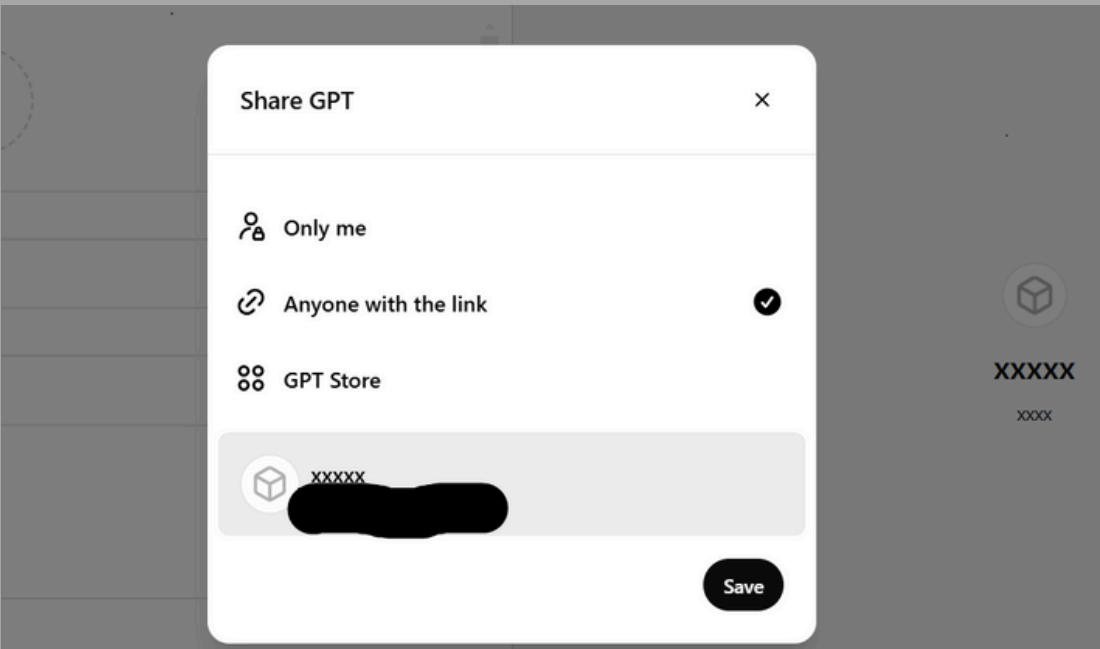 Share GPT
Only me
Anyone with the link
GPT Store
xxxxx
Save
XXXXX
xxxx